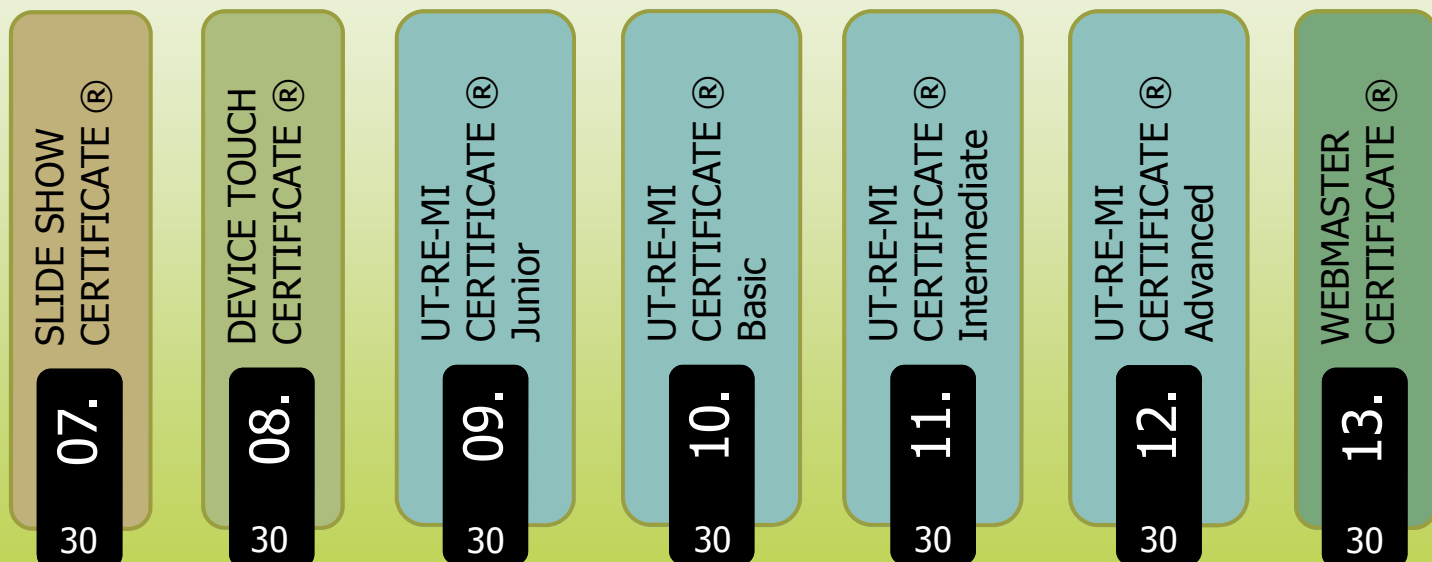 SLIDE SHOW
CERTIFICATE ®
07.
30
DEVICE TOUCH
CERTIFICATE ®
08.
30
UT-RE-MI
CERTIFICATE ®
Junior
09.
30
UT-RE-MI
CERTIFICATE ®
Basic
10.
30
UT-RE-MI
CERTIFICATE ®
Intermediate
11.
30
UT-RE-MI
CERTIFICATE ®
Advanced
12.
30
WEBMASTER
CERTIFICATE ®
13.
30